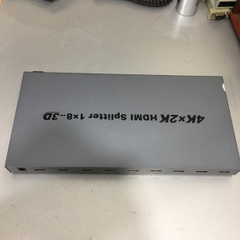 4K×2K HDMI Splitter 1×8-3D